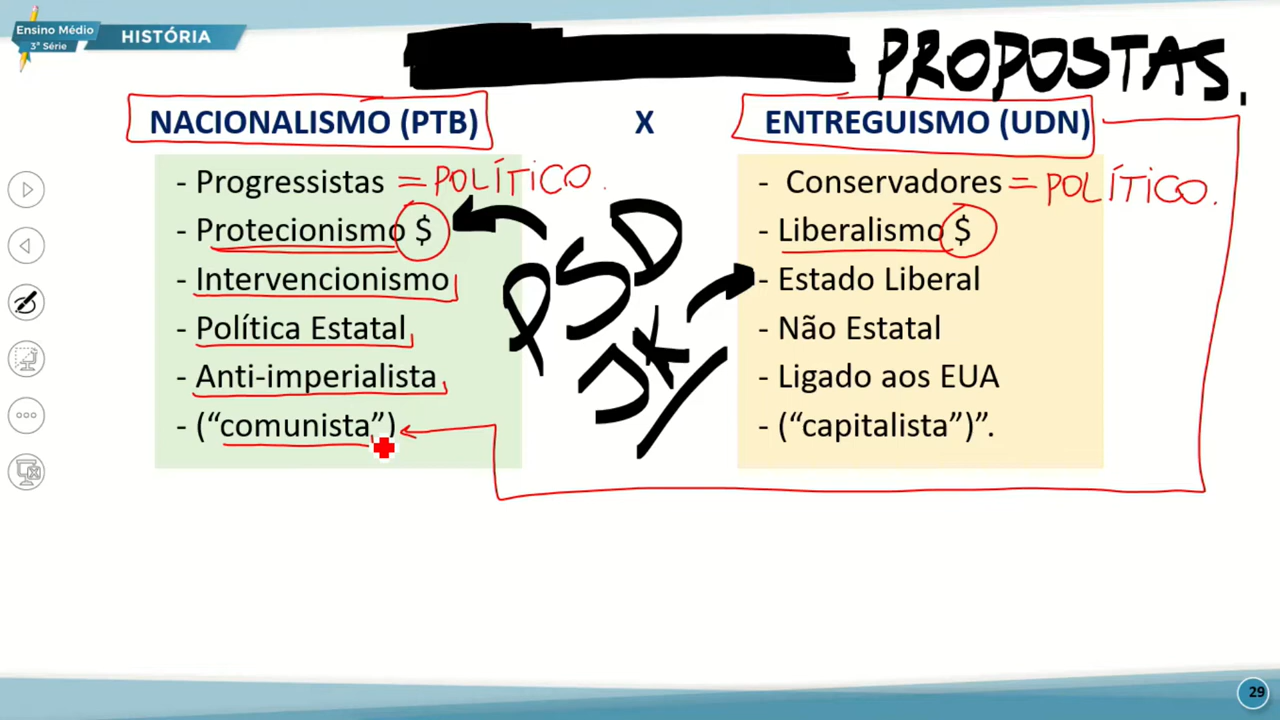 Ensino Médio
3ª Série
HISTÓRIA
PROPOSTAS.
NACIONALISMO (PTB)
X
ENTREGUISMO (UDN)
- Progressistas = POLÍTICO.
- Protecionismo $
- Intervencionismo
- Política Estatal
- Anti-imperialista
- (“comunista”)
PSD
JK
- Conservadores = POLÍTICO.
- Liberalismo $
- Estado Liberal
- Não Estatal
- Ligado aos EUA
- (“capitalista”)”.
29